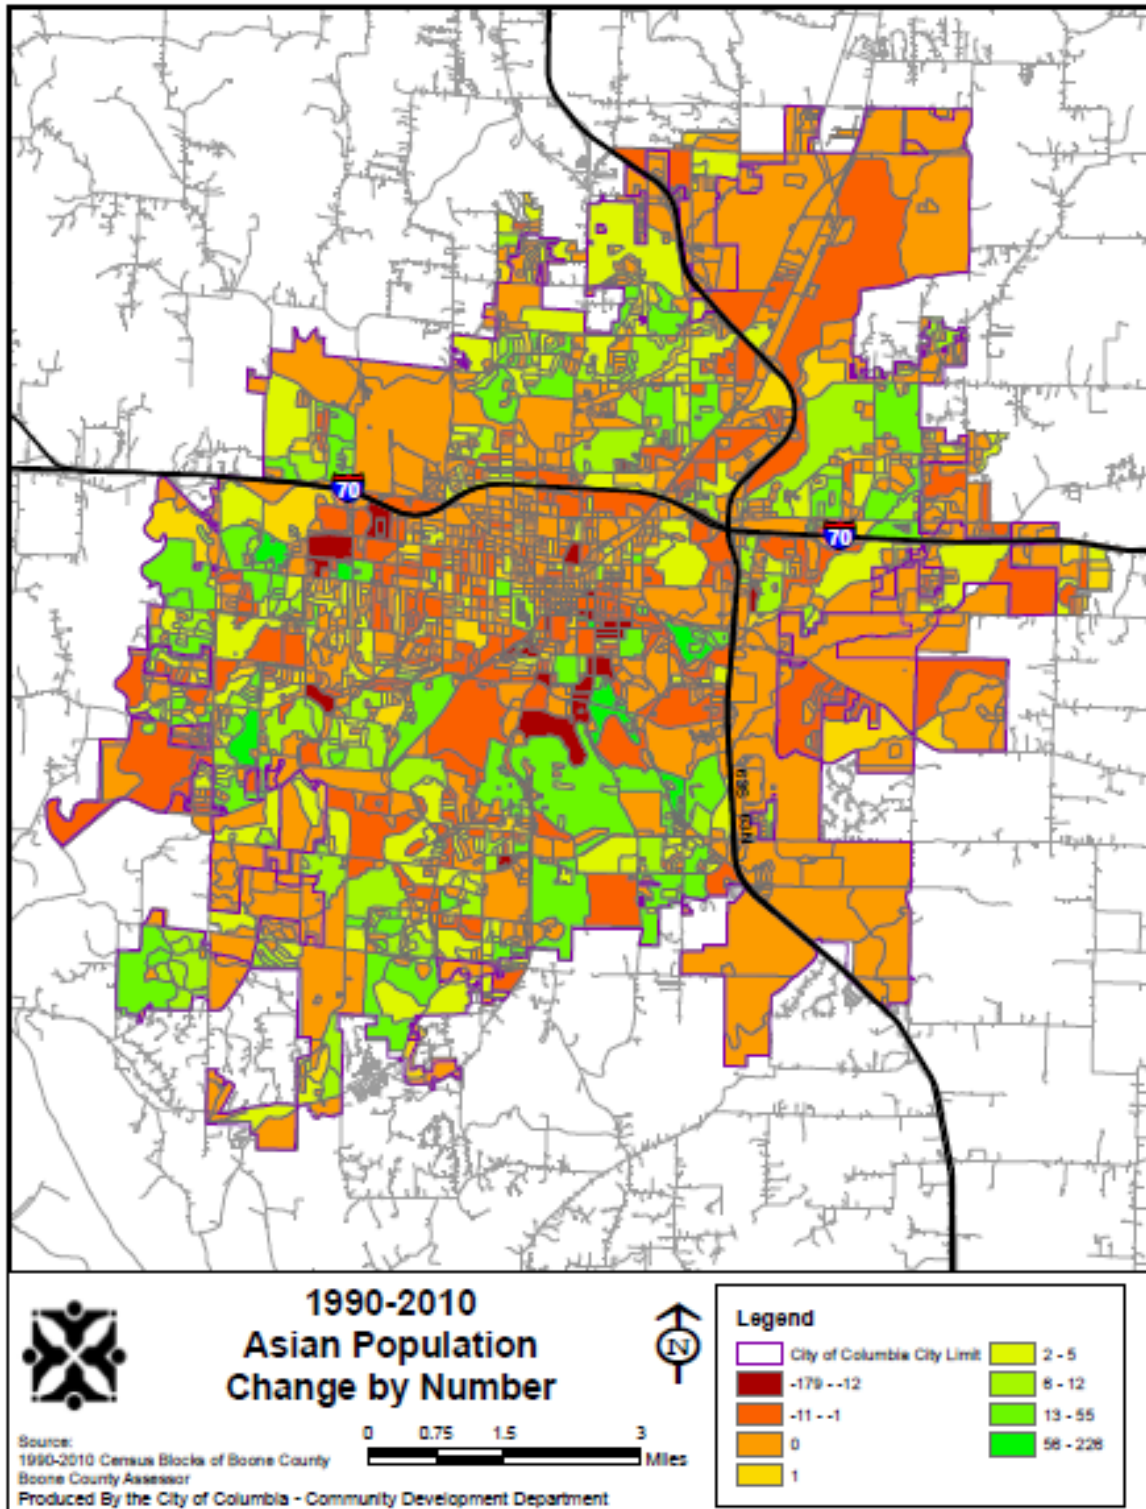 70
70
1990-2010
Asian Population
Change by Number
N
0 0.75 1.5 3
Miles
Source:
1990-2010 Census Blocks of Boone County
Boone County Assessor
Produced By the City of Columbia - Community Development Department
Legend
City of Columbia City Limit
-179 - -12
-11 - -1
0
1
2 - 5
6 - 12
13 - 55
56 - 226